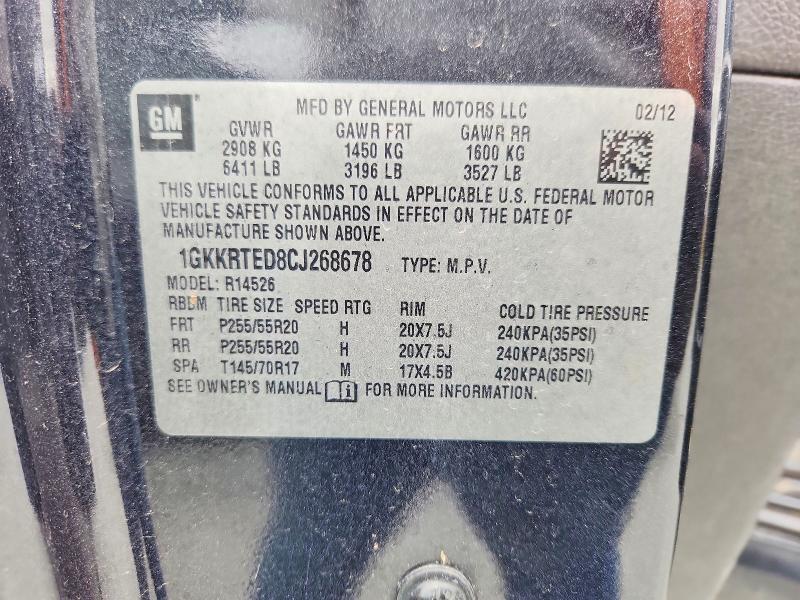 GM
MFD BY GENERAL MOTORS LLC 02/12
GVWR GAWR FRT GAWR RR
2908 KG 1450 KG 1600 KG
6411 LB 3196 LB 3527 LB
THIS VEHICLE CONFORMS TO ALL APPLICABLE U.S. FEDERAL MOTOR
VEHICLE SAFETY STANDARDS IN EFFECT ON THE DATE OF
MANUFACTURE SHOWN ABOVE.
1GKKRTED8CJ268678 TYPE: M.P.V.
MODEL: R14526
RBDM TIRE SIZE SPEED RTG RIM COLD TIRE PRESSURE
FRT P255/55R20 H 20X7.5J 240KPA(35PSI)
RR P255/55R20 H 20X7.5J 240KPA(35PSI)
SPA T145/70R17 M 17X4.5B 420KPA(60PSI)
SEE OWNER'S MANUAL FOR MORE INFORMATION.